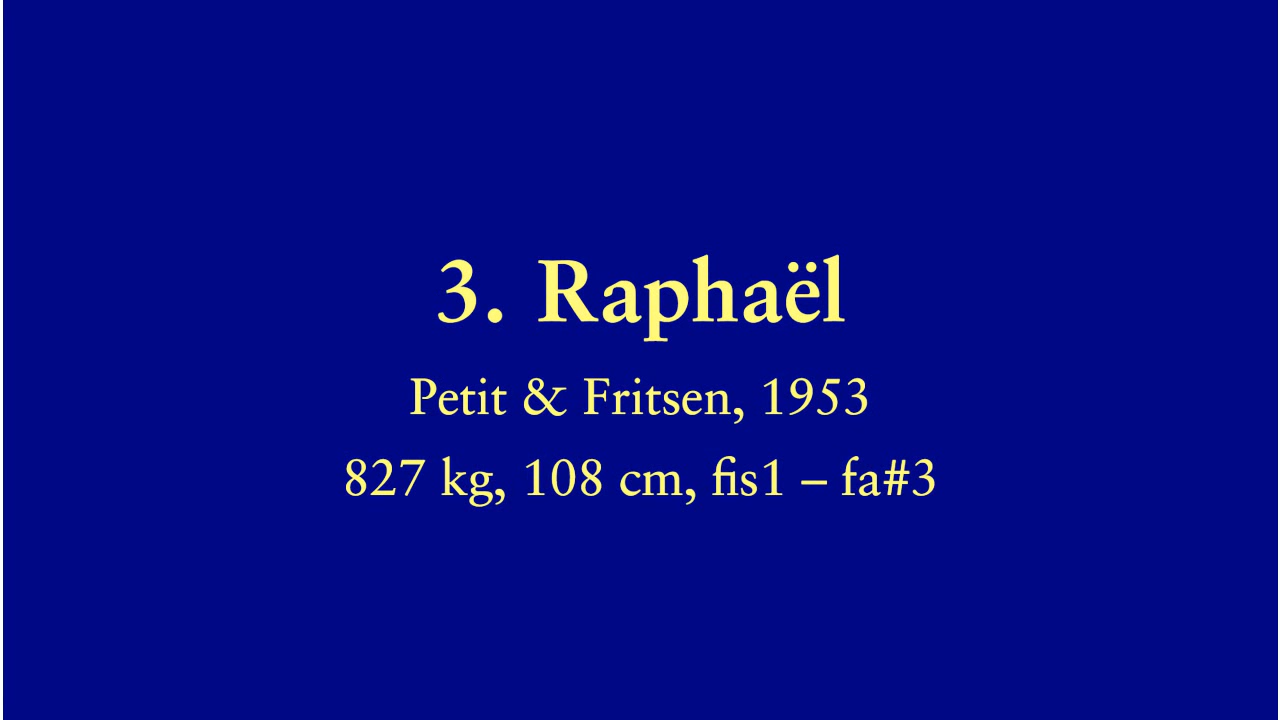 3. Raphaël
Petit & Fritsen, 1953
827 kg, 108 cm, fis1 – fa#3